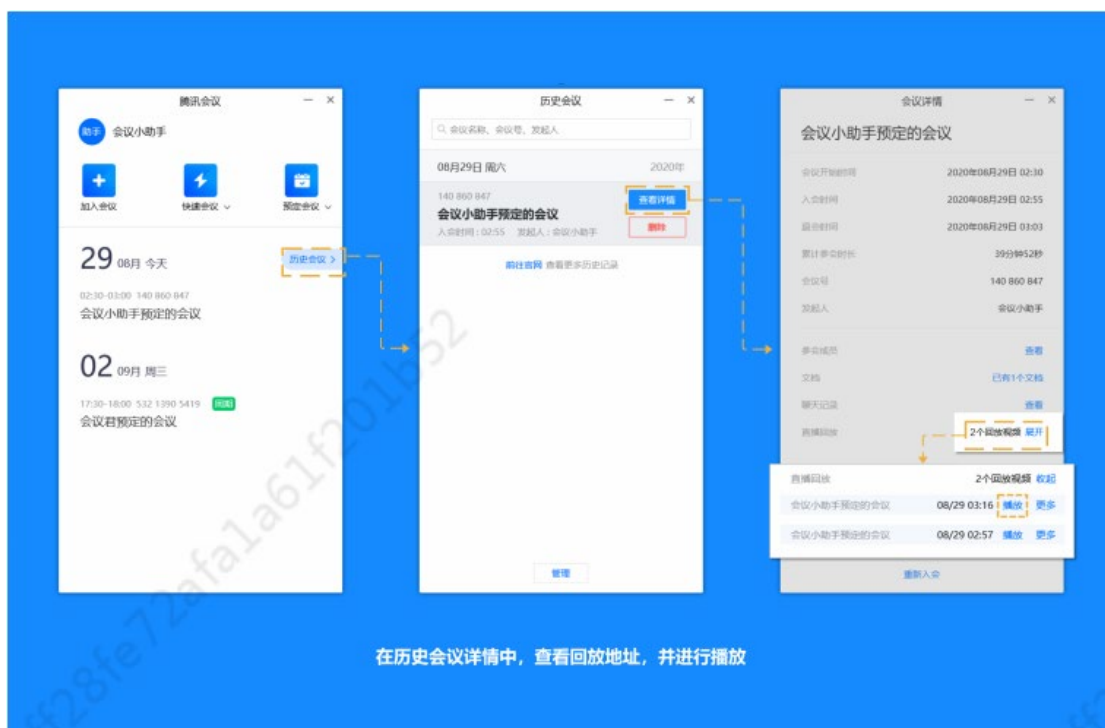 腾讯会议
助手 会议小助手
加入会议 快速会议 预定会议
29 08月 今天 历史会议 >
02:30-03:00 140 860 847
会议小助手预定的会议
02 09月 周三
17:30-18:00 532 1390 5419
会议君预定的会议
历史会议
会议名称、会议号、发起人
08月29日 周六 2020年
140 860 847 查看详情
会议小助手预定的会议
入会时间：02:55 发起人：会议小助手 删除
前往官网 查看更多历史记录
管理
会议详情
会议小助手预定的会议
会议开始时间 2020年08月29日 02:30
入会时间 2020年08月29日 02:55
最会时间 2020年08月29日 03:03
累计参会时长 39分钟52秒
会议号 140 860 847
发起人 会议小助手
参会成员 查看
文档 已有1个文档
聊天记录 查看
直播回放 2个回放视频 展开
直播回放 2个回放视频 收起
会议小助手预定的会议 08/29 03:16 播放 更多
会议小助手预定的会议 08/29 02:57 播放 更多
重新入会
在历史会议详情中，查看回放地址，并进行播放
ff28fe72afa1a61f201b52